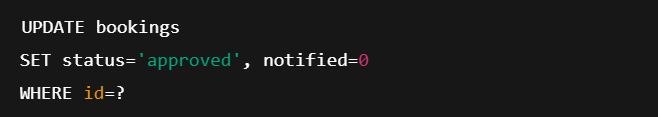 UPDATE bookings
SET status='approved', notified=0
WHERE id=?